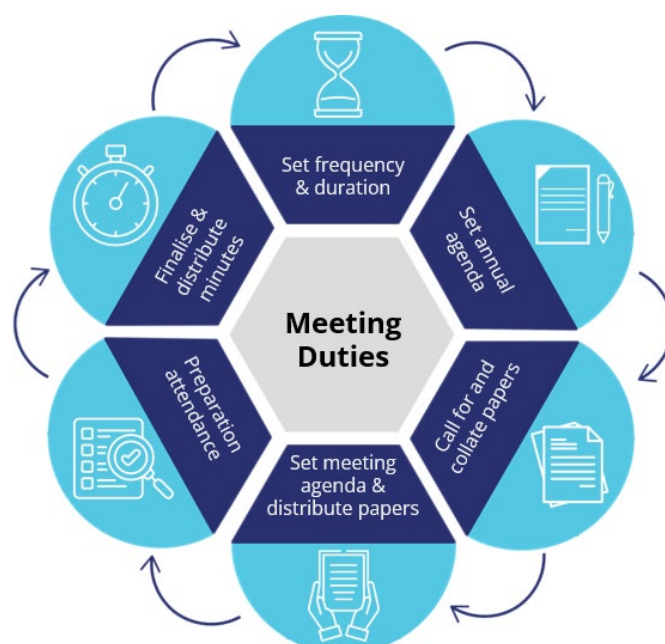 Set frequency
& duration
Set annual
agenda
Call for and
collate papers
Set meeting
agenda &
distribute papers
Preparation
attendance
Finalise &
distribute
minutes
Meeting
Duties